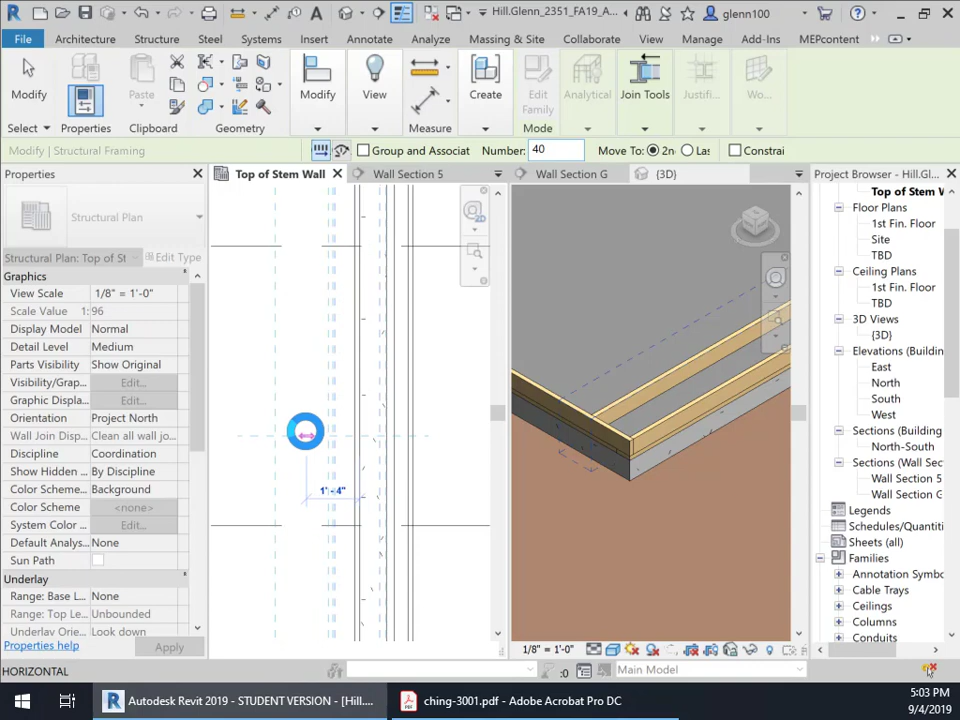 Hill.Glenn_2351_FA19_A...
glenn100
File
Architecture
Structure
Steel
Systems
Insert
Annotate
Analyze
Massing & Site
Collaborate
View
Manage
Add-Ins
MEPcontent
Modify
Paste
Modify
View
Create
Edit
Family
Analytical
Join Tools
Justifi...
Wo...
Select
Properties
Clipboard
Geometry
Measure
Mode
Modify | Structural Framing
Group and Associat
Number:
40
Move To:
2n
Las
Constrai
Properties
Top of Stem Wall
Wall Section 5
Wall Section G
{3D}
Project Browser - Hill.Gl...
Structural Plan
Structural Plan: Top of St
Edit Type
Graphics
View Scale 1/8" = 1'-0"
Scale Value 1: 96
Display Model Normal
Detail Level Medium
Parts Visibility Show Original
Visibility/Grap... Edit...
Graphic Displa... Edit...
Orientation Project North
Wall Join Disp... Clean all wall jo...
Discipline Coordination
Show Hidden ... By Discipline
Color Scheme... Background
Color Scheme <none>
System Color ... Edit...
Default Analys... None
Sun Path
Underlay
Range: Base L... None
Range: Top Le... Unbounded
Underlay Orie... Look down
Properties help
Apply
1' - 4"
Top of Stem W
Floor Plans
1st Fin. Floor
Site
TBD
Ceiling Plans
1st Fin. Floor
TBD
3D Views
{3D}
Elevations (Building
East
North
South
West
Sections (Building
North-South
Sections (Wall Sec
Wall Section 5
Wall Section G
Legends
Schedules/Quantiti
Sheets (all)
Families
Annotation Symbo
Cable Trays
Ceilings
Columns
Conduits
1/8" = 1'-0"
HORIZONTAL
:0
Main Model
Autodesk Revit 2019 - STUDENT VERSION - [Hill....
ching-3001.pdf - Adobe Acrobat Pro DC
5:03 PM
9/4/2019